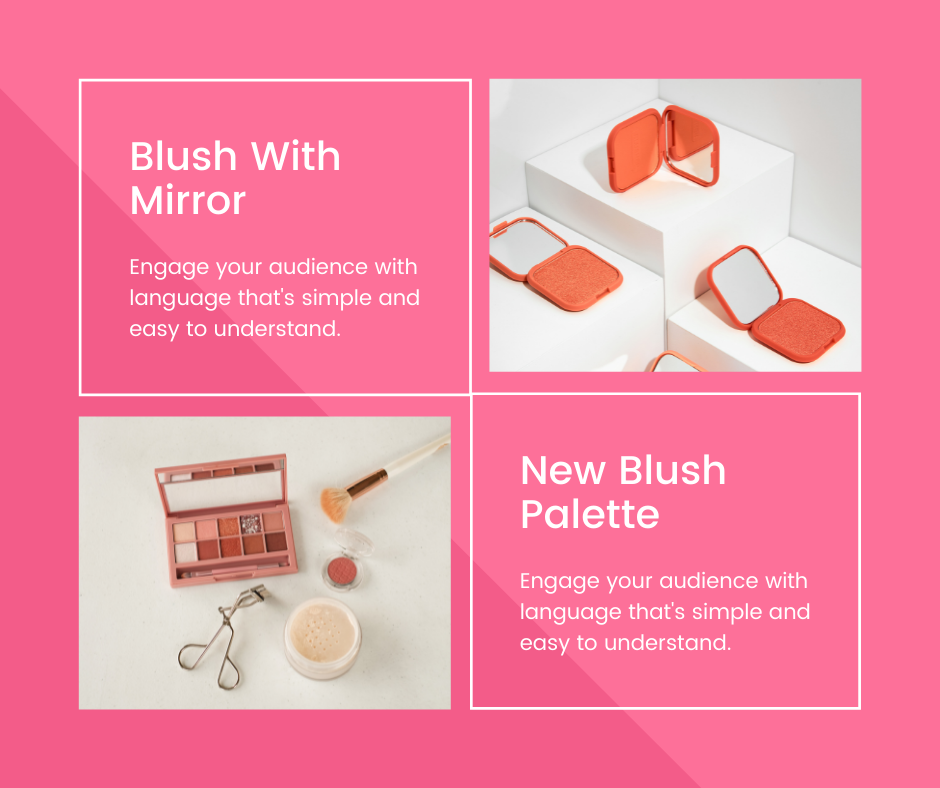 Blush With
Mirror
Engage your audience with
language that's simple and
easy to understand.
New Blush
Palette
Engage your audience with
language that's simple and
easy to understand.